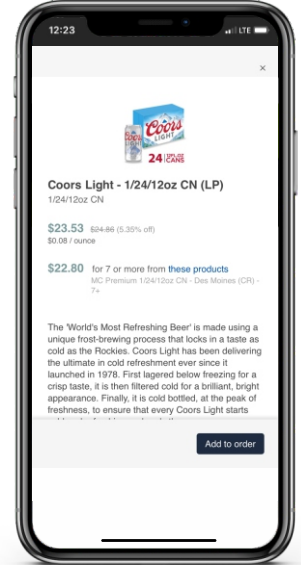 12:23
LTE
×
Coors
LIGHT
24 12FL.OZ. CANS
Coors Light - 1/24/12oz CN (LP)
1/24/12oz CN
$23.53 $24.86 (5.35% off)
$0.08 / ounce
$22.80 for 7 or more from these products
MC Premium 1/24/12oz CN - Des Moines (CR) -
7+
The 'World's Most Refreshing Beer' is made using a
unique frost-brewing process that locks in a taste as
cold as the Rockies. Coors Light has been delivering
the ultimate in cold refreshment ever since it
launched in 1978. First lagered below freezing for a
crisp taste, it is then filtered cold for a brilliant, bright
appearance. Finally, it is cold bottled, at the peak of
freshness, to ensure that every Coors Light starts
Add to order